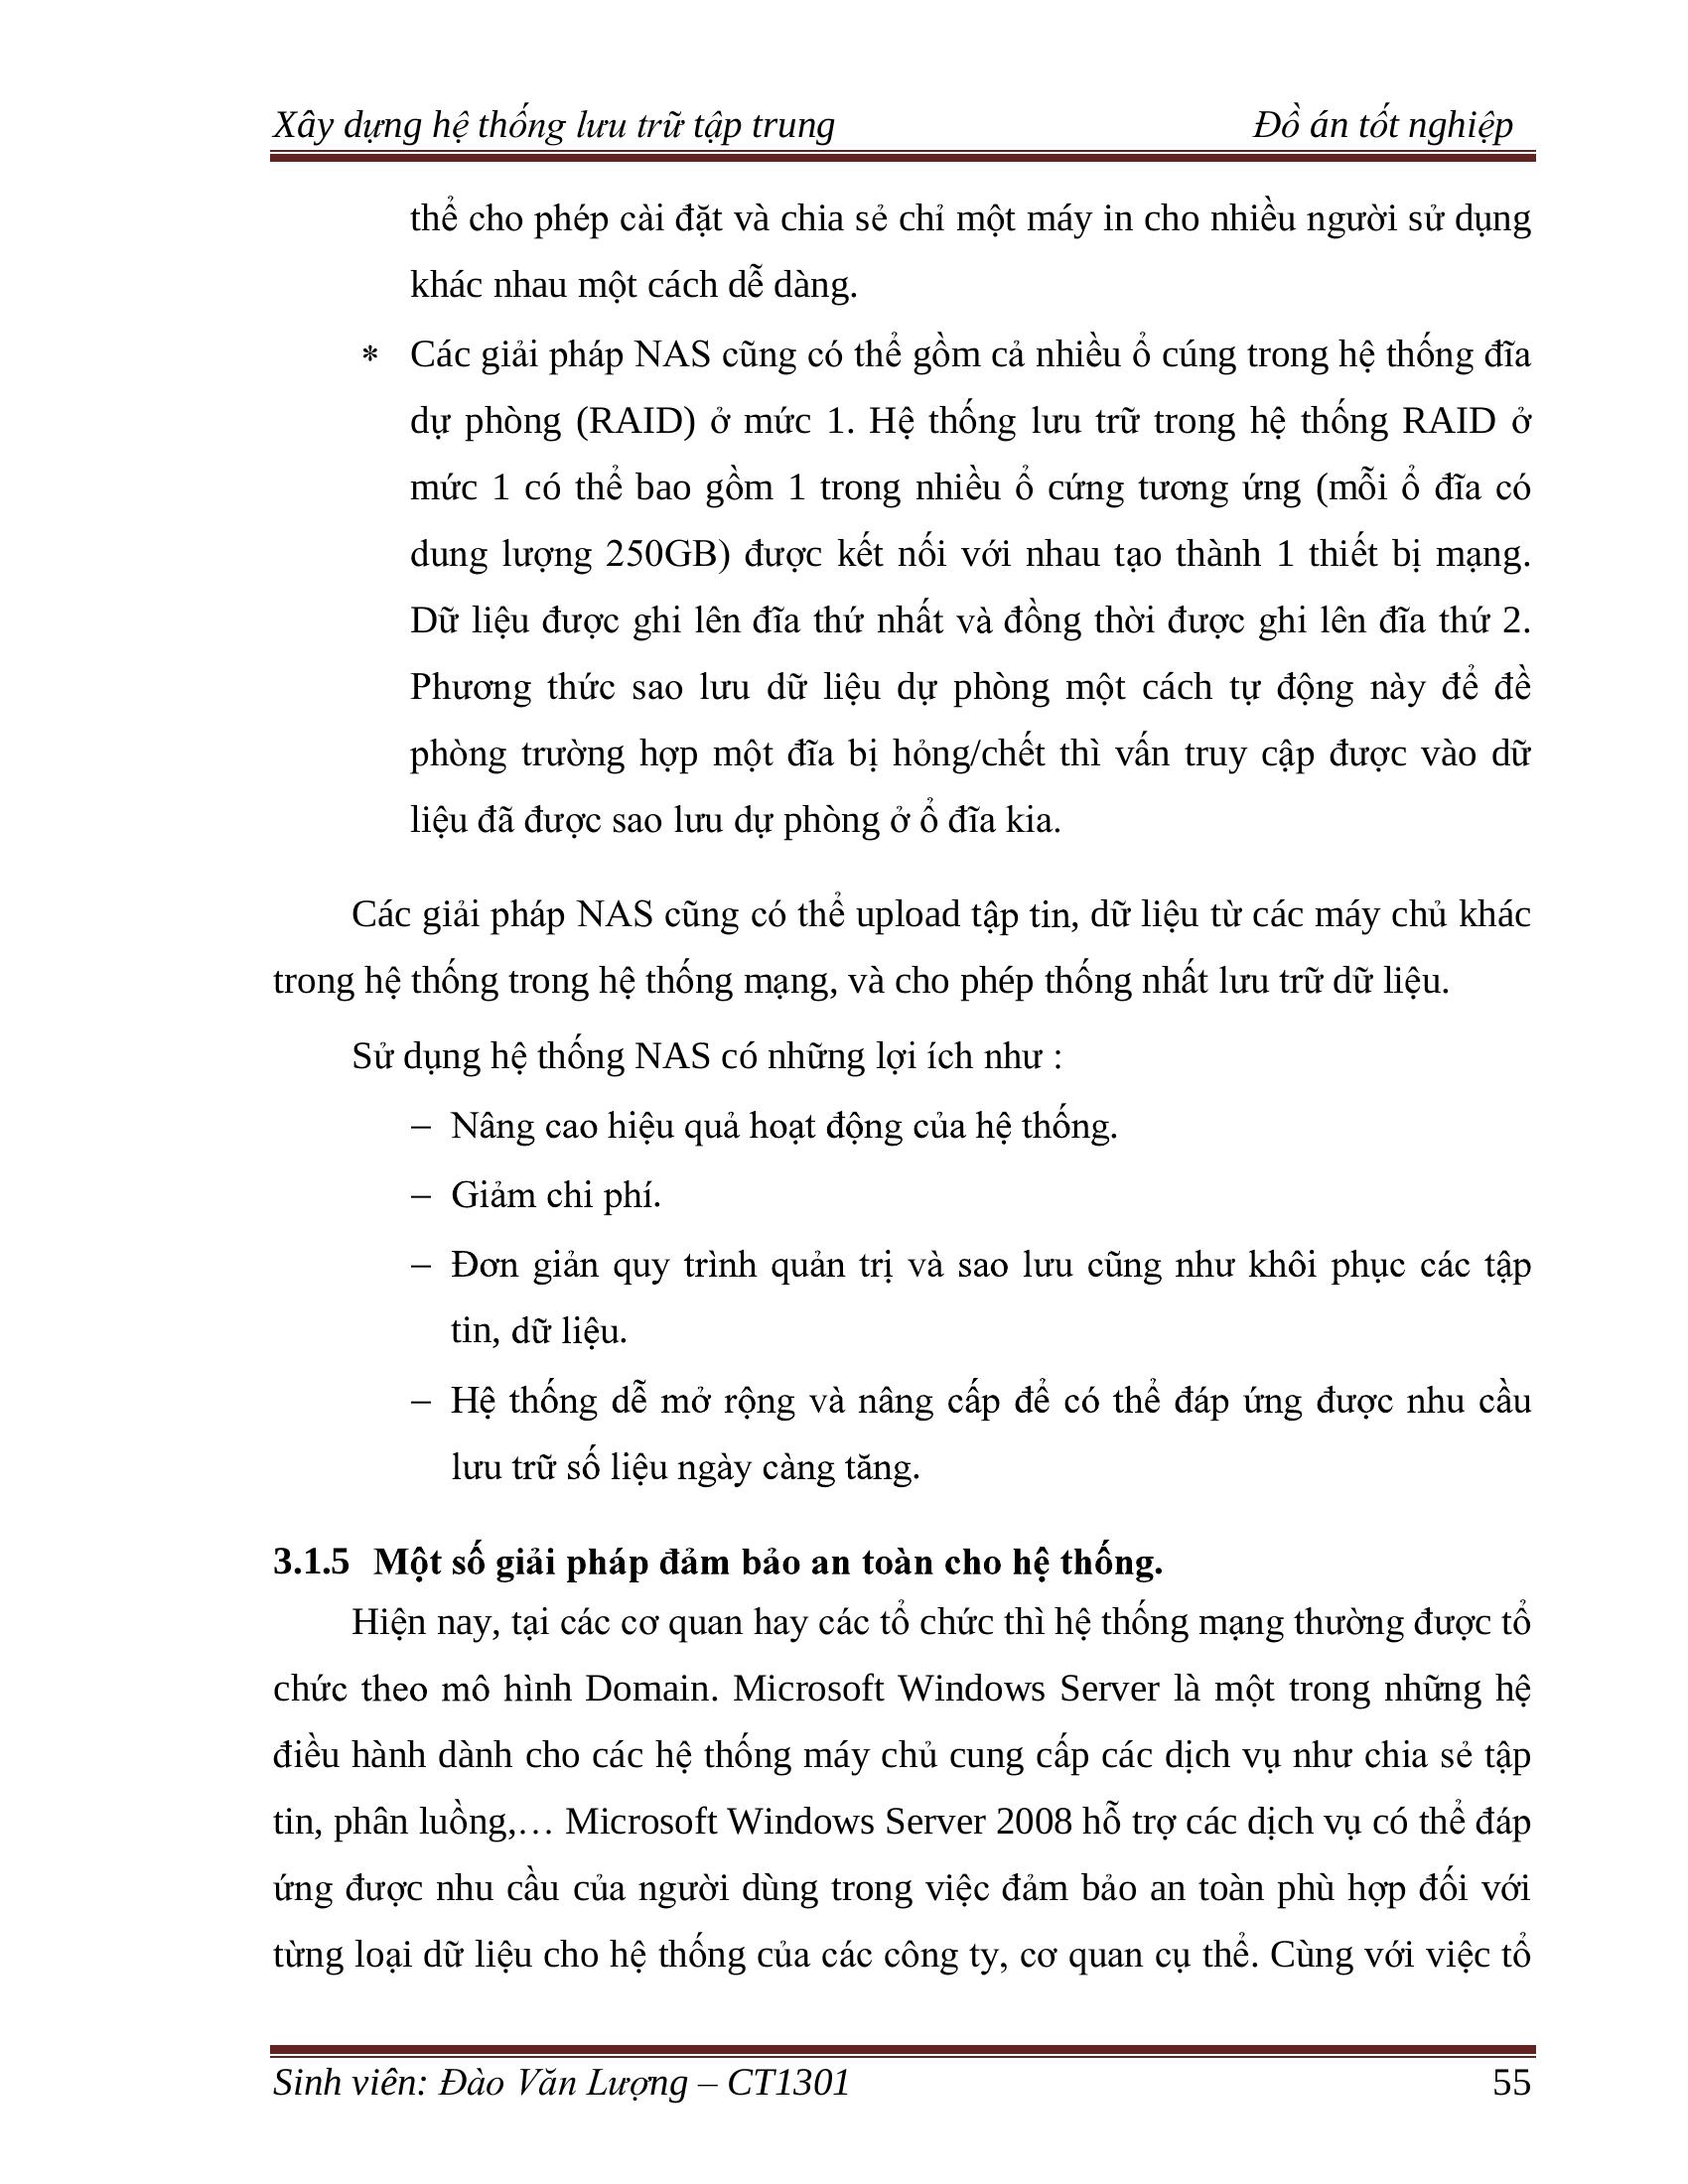 Xây dựng hệ thống lưu trữ tập trung Đồ án tốt nghiệp
thể cho phép cài đặt và chia sẻ chỉ một máy in cho nhiều người sử dụng
khác nhau một cách dễ dàng.
* Các giải pháp NAS cũng có thể gồm cả nhiều ổ cúng trong hệ thống đĩa
dự phòng (RAID) ở mức 1. Hệ thống lưu trữ trong hệ thống RAID ở
mức 1 có thể bao gồm 1 trong nhiều ổ cứng tương ứng (mỗi ổ đĩa có
dung lượng 250GB) được kết nối với nhau tạo thành 1 thiết bị mạng.
Dữ liệu được ghi lên đĩa thứ nhất và đồng thời được ghi lên đĩa thứ 2.
Phương thức sao lưu dữ liệu dự phòng một cách tự động này để đề
phòng trường hợp một đĩa bị hỏng/chết thì vấn truy cập được vào dữ
liệu đã được sao lưu dự phòng ở ổ đĩa kia.
Các giải pháp NAS cũng có thể upload tập tin, dữ liệu từ các máy chủ khác
trong hệ thống trong hệ thống mạng, và cho phép thống nhất lưu trữ dữ liệu.
Sử dụng hệ thống NAS có những lợi ích như :
– Nâng cao hiệu quả hoạt động của hệ thống.
– Giảm chi phí.
– Đơn giản quy trình quản trị và sao lưu cũng như khôi phục các tập
tin, dữ liệu.
– Hệ thống dễ mở rộng và nâng cấp để có thể đáp ứng được nhu cầu
lưu trữ số liệu ngày càng tăng.
3.1.5 Một số giải pháp đảm bảo an toàn cho hệ thống.
Hiện nay, tại các cơ quan hay các tổ chức thì hệ thống mạng thường được tổ
chức theo mô hình Domain. Microsoft Windows Server là một trong những hệ
điều hành dành cho các hệ thống máy chủ cung cấp các dịch vụ như chia sẻ tập
tin, phân luồng,… Microsoft Windows Server 2008 hỗ trợ các dịch vụ có thể đáp
ứng được nhu cầu của người dùng trong việc đảm bảo an toàn phù hợp đối với
từng loại dữ liệu cho hệ thống của các công ty, cơ quan cụ thể. Cùng với việc tổ
Sinh viên: Đào Văn Lượng – CT1301 55